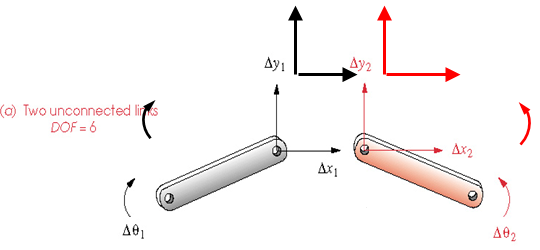 Δy₁
Δy₂
(a) Two unconnected links
DOF = 6
Δx₁
Δx₂
Δθ₁
Δθ₂